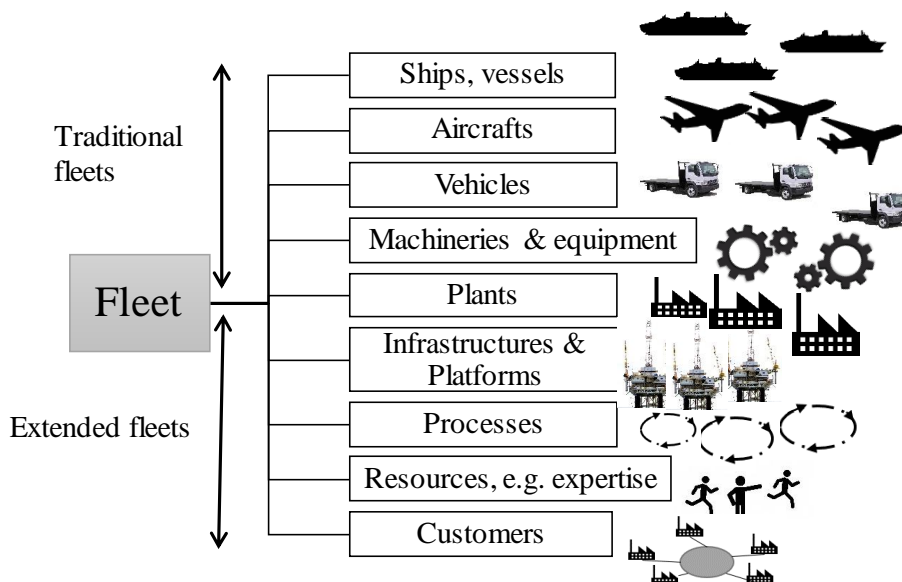 Ships, vessels
Traditional
fleets
Aircrafts
Vehicles
Machineries & equipment
Fleet
Plants
Infrastructures &
Platforms
Extended fleets
Processes
Resources, e.g. expertise
Customers